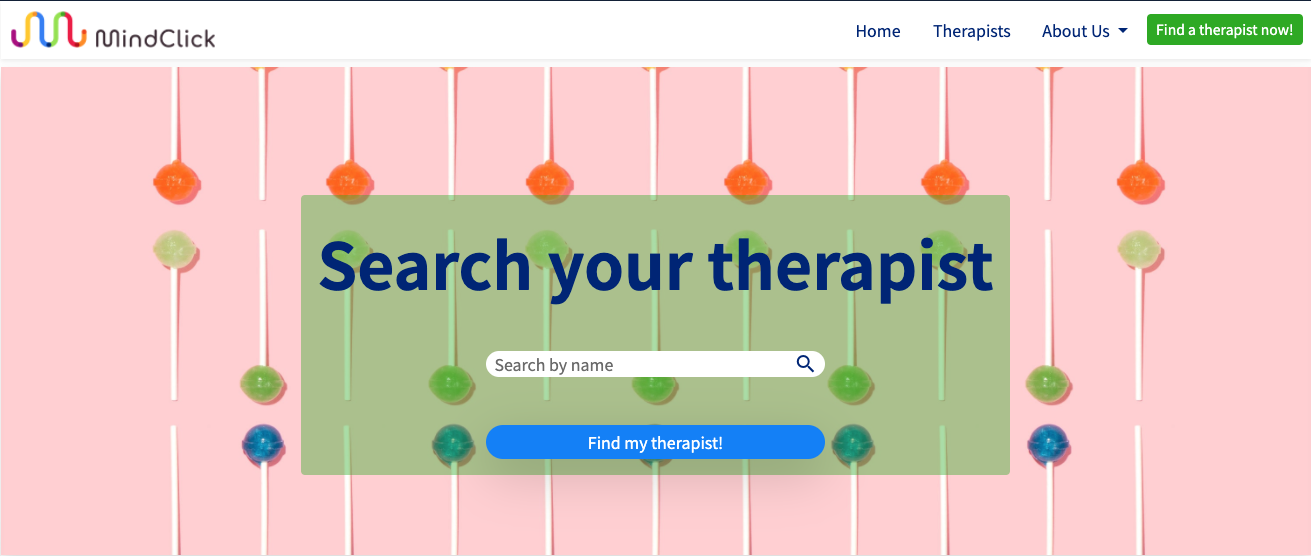 MindClick
Home
Therapists
About Us
Find a therapist now!
Search your therapist
Search by name
Find my therapist!